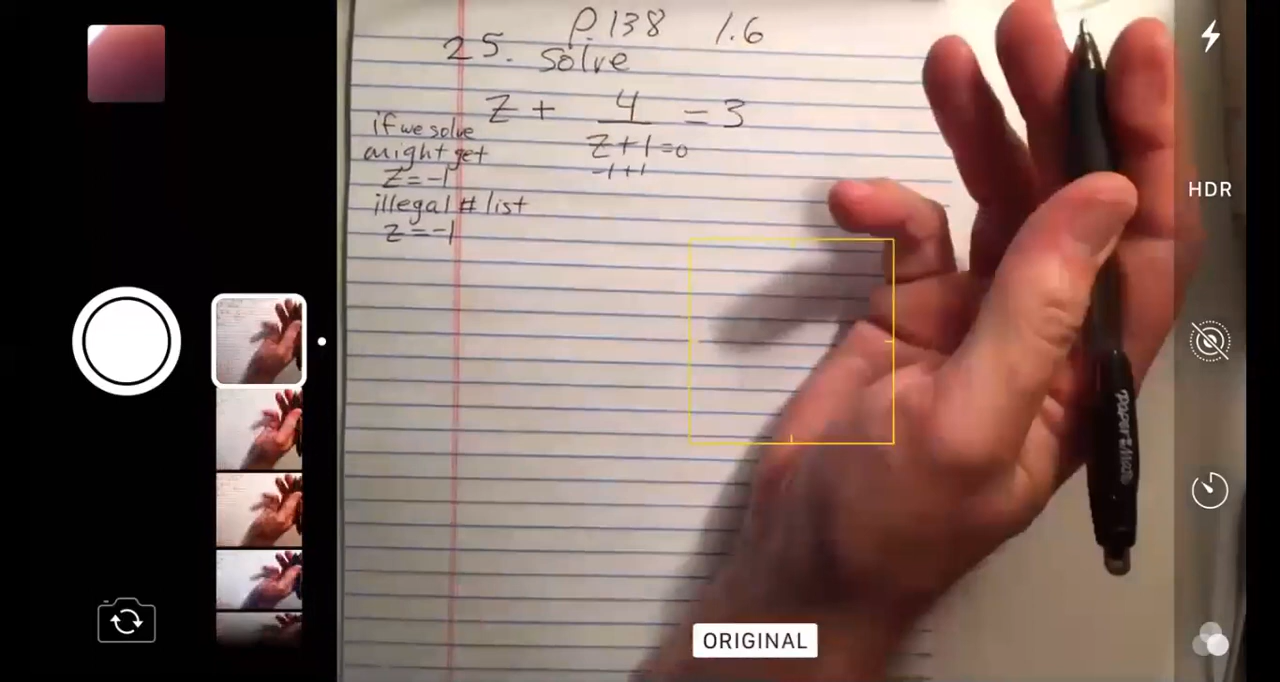 p.138 1.6
25. solve
z + 4/(z+1=0) = 3
-1+1
if we solve
might get
z=-1
illegal # list
z=-1
HDR
PaperMate
ORIGINAL